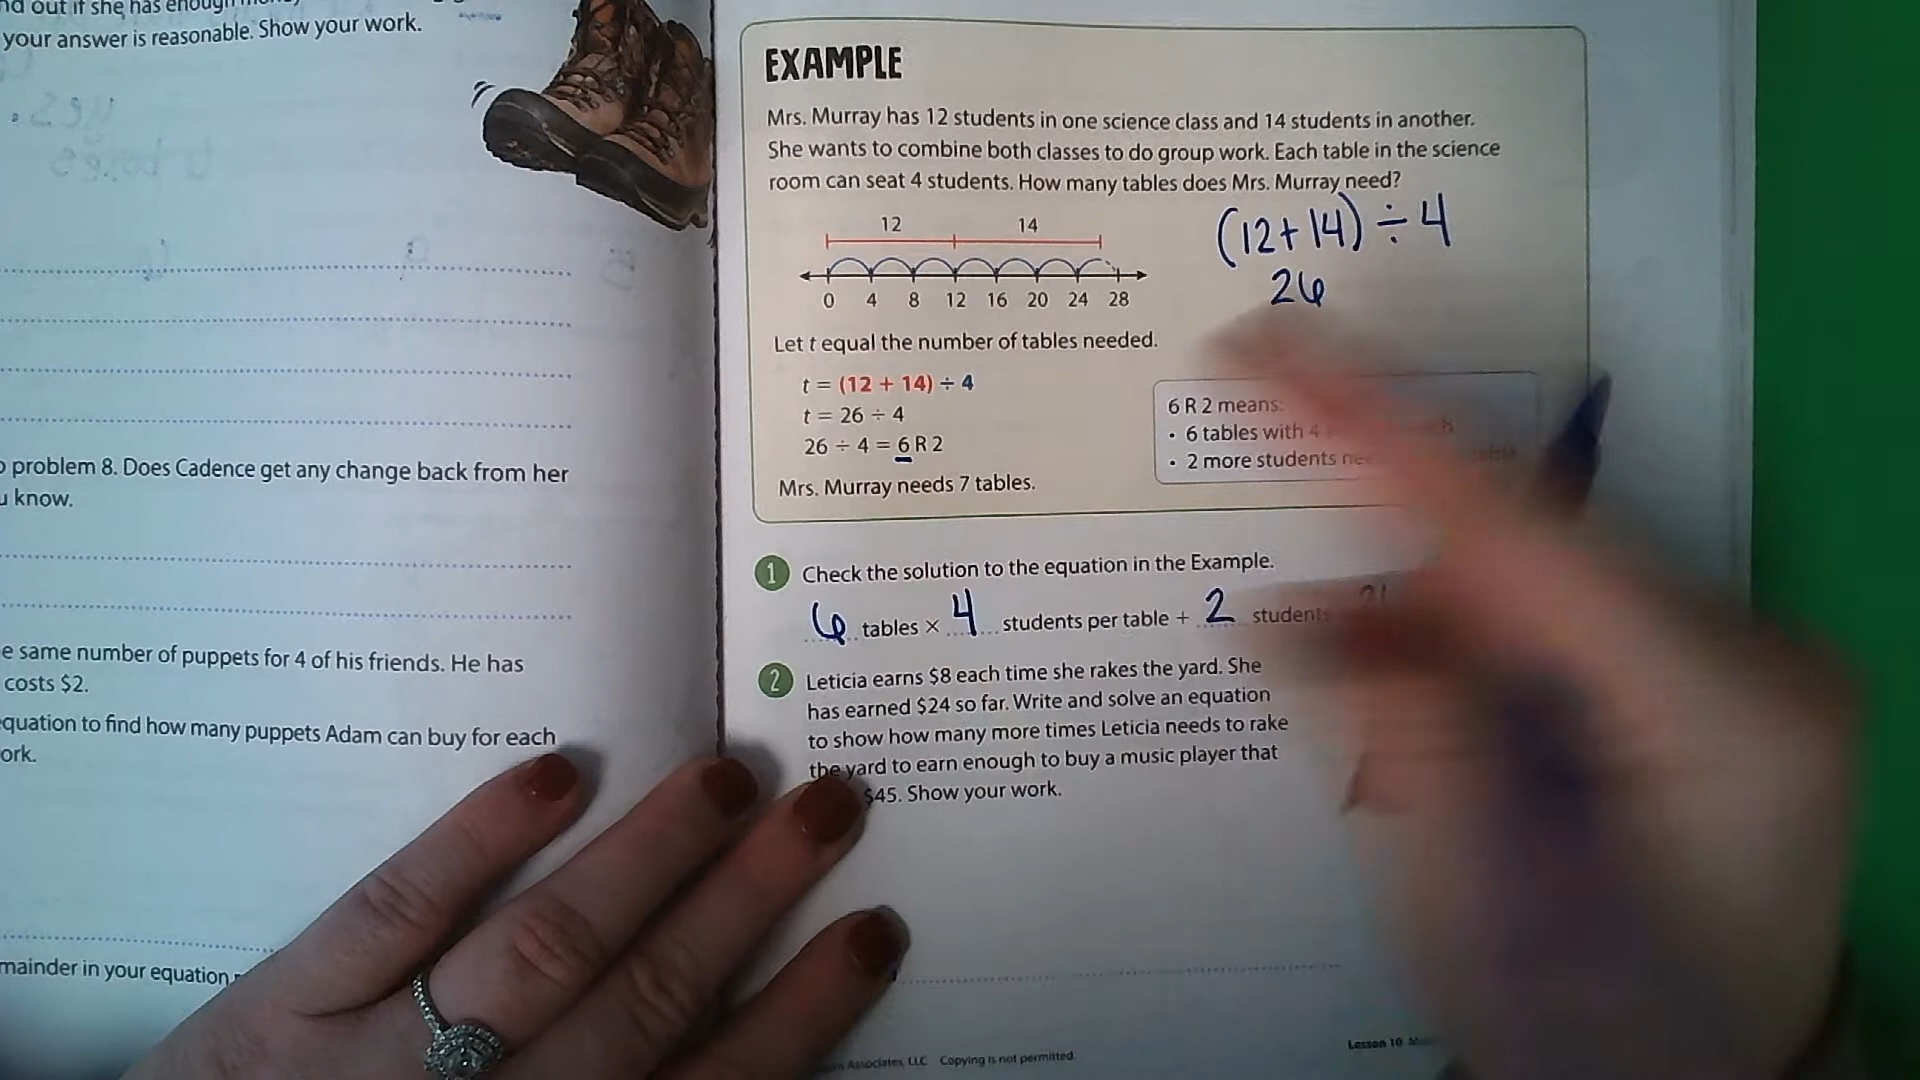 nd out if she has enough
your answer is reasonable. Show your work.
problem 8. Does Cadence get any change back from her
know.
e same number of puppets for 4 of his friends. He has
costs $2.
quation to find how many puppets Adam can buy for each
ork.
mainder in your equation
EXAMPLE
Mrs. Murray has 12 students in one science class and 14 students in another.
She wants to combine both classes to do group work. Each table in the science
room can seat 4 students. How many tables does Mrs. Murray need?
12 14
0 4 8 12 16 20 24 28
(12+14) ÷ 4
26
Let t equal the number of tables needed.
t = (12 + 14) ÷ 4
t = 26 ÷ 4
26 ÷ 4 = 6 R 2
Mrs. Murray needs 7 tables.
6 R 2 means:
• 6 tables with 4
• 2 more students
1 Check the solution to the equation in the Example.
6 tables × 4 students per table + 2 students
2 Leticia earns $8 each time she rakes the yard. She
has earned $24 so far. Write and solve an equation
to show how many more times Leticia needs to rake
the yard to earn enough to buy a music player that
$45. Show your work.
Associates, LLC Copying is not permitted.
Lesson 10